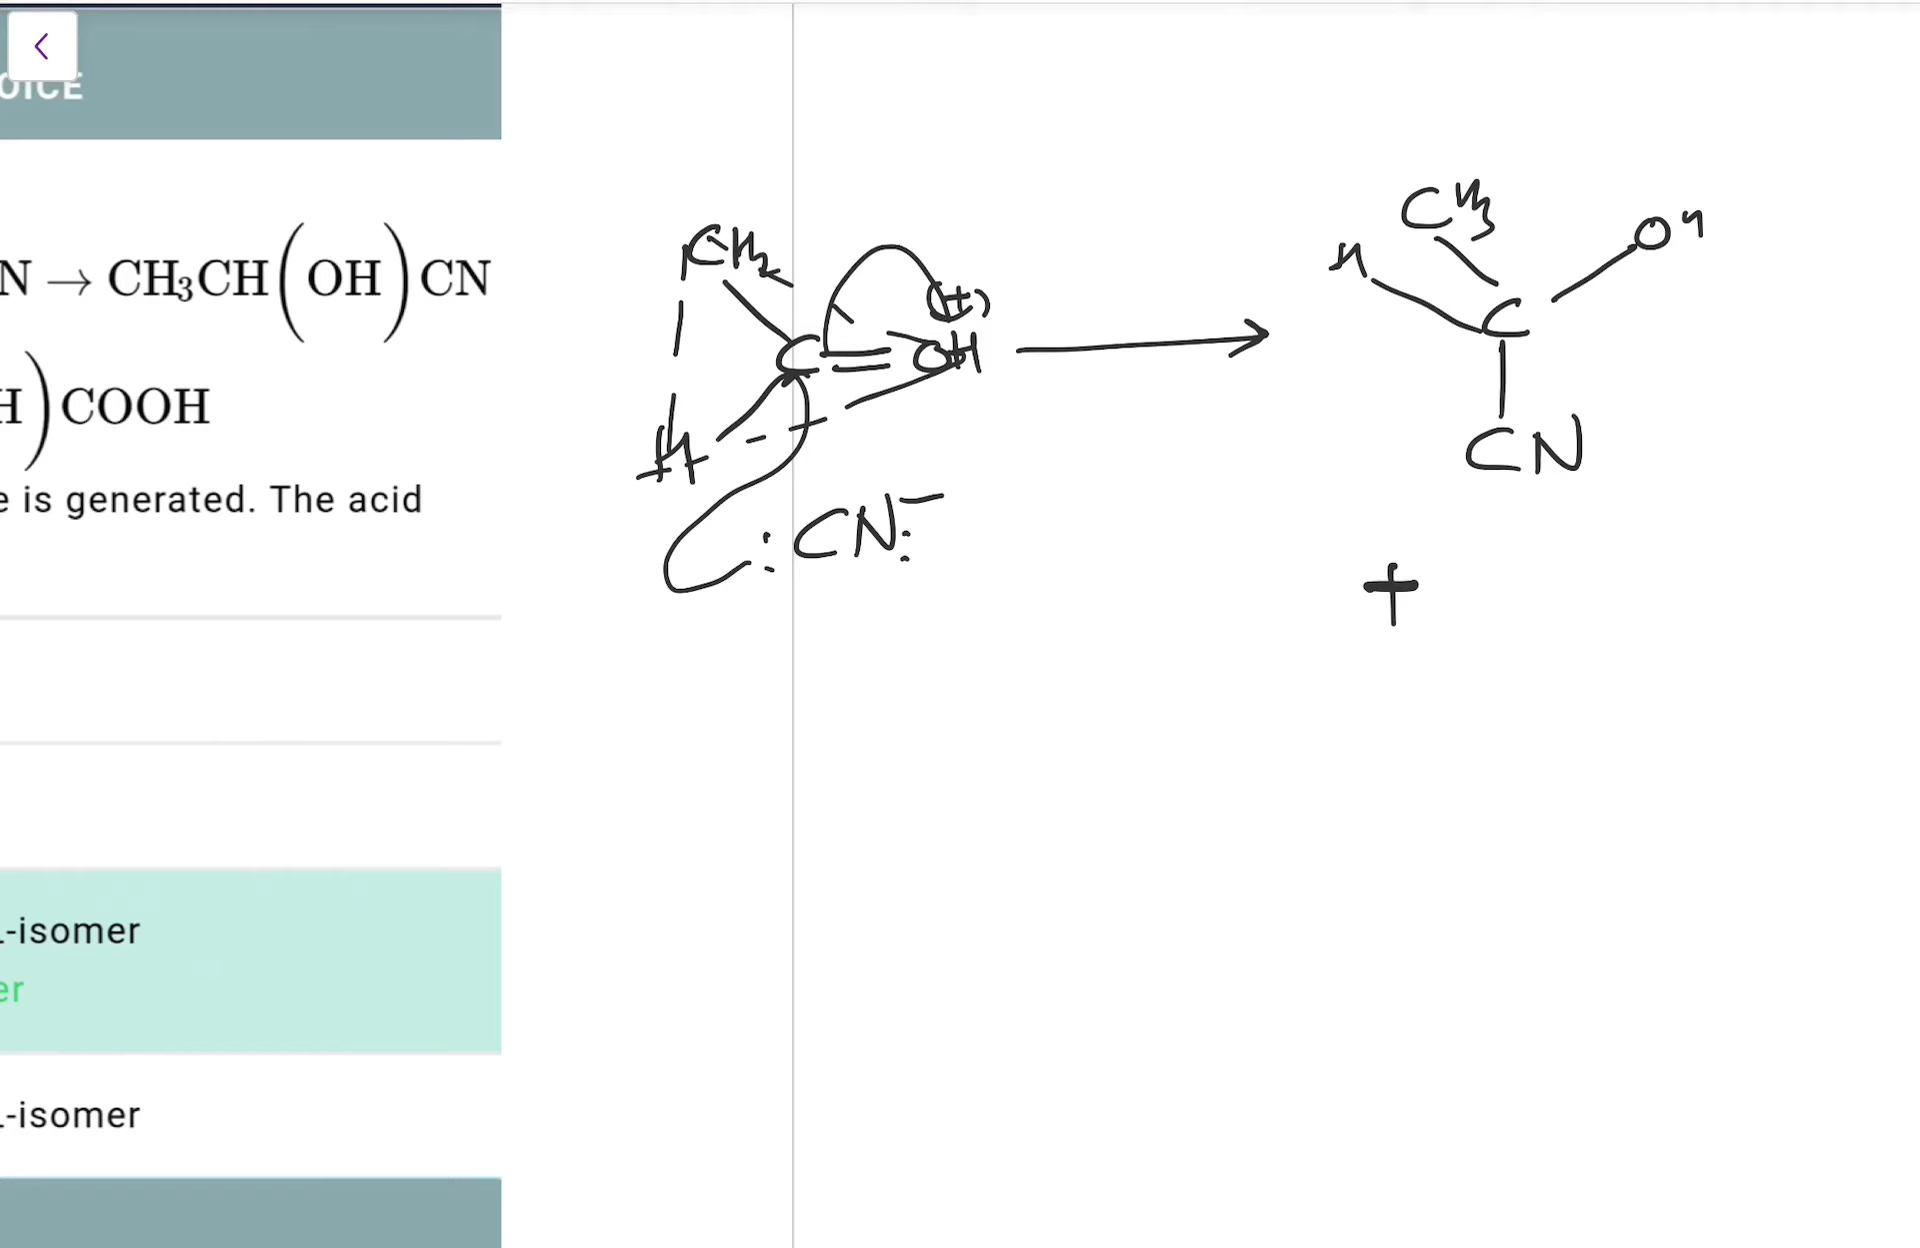 OICE
N → CH₃CH(OH)CN
H)COOH
e is generated. The acid
L-isomer
er
L-isomer
CH₃
C = OH
(+)
H
:CN:⁻
CH₃
H
OH
C
CN
+